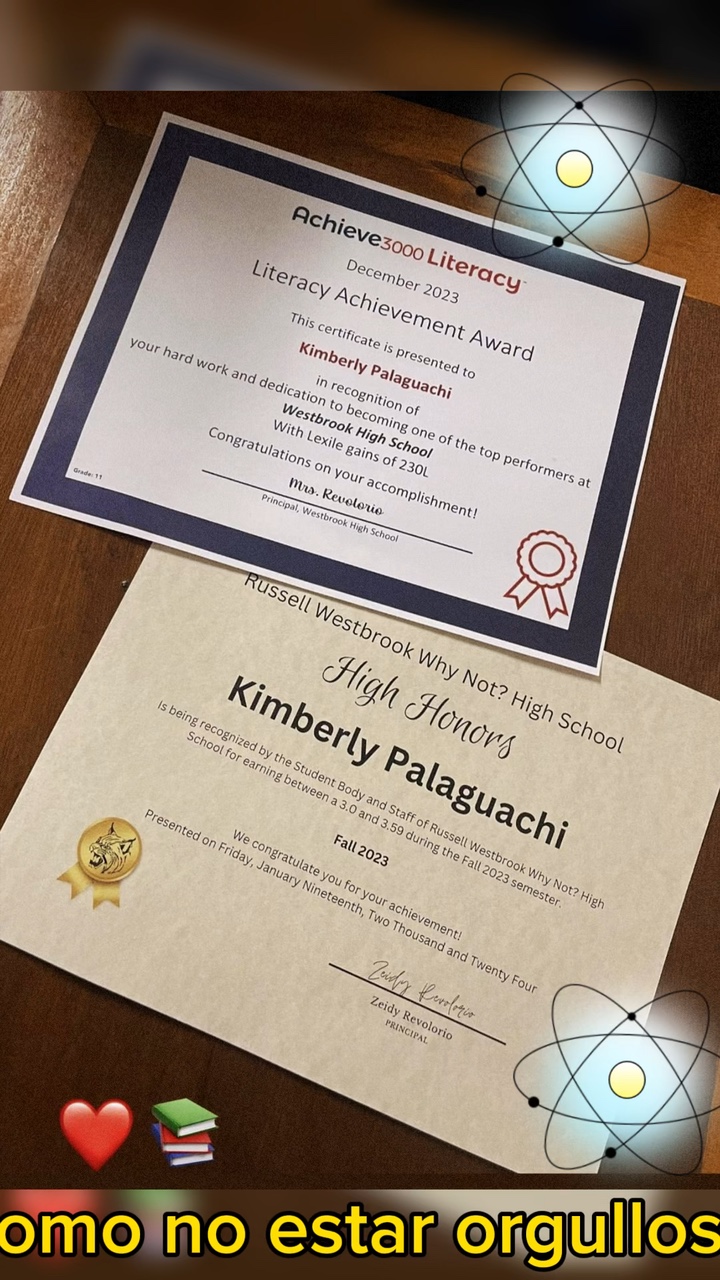 Achieve3000 Literacy™
December 2023
Literacy Achievement Award
This certificate is presented to
Kimberly Palaguachi
in recognition of
your hard work and dedication to becoming one of the top performers at
Westbrook High School
With Lexile gains of 230L
Congratulations on your accomplishment!
Mrs. Revolorio
Principal, Westbrook High School
Grade: 11
Russell Westbrook Why Not? High School
High Honors
Kimberly Palaguachi
Is being recognized by the Student Body and Staff of Russell Westbrook Why Not? High
School for earning between a 3.0 and 3.59 during the Fall 2023 semester.
Fall 2023
We congratulate you for your achievement!
Presented on Friday, January Nineteenth, Two Thousand and Twenty Four
Zeidy Revolorio
Zeidy Revolorio
PRINCIPAL
omo no estar orgullos